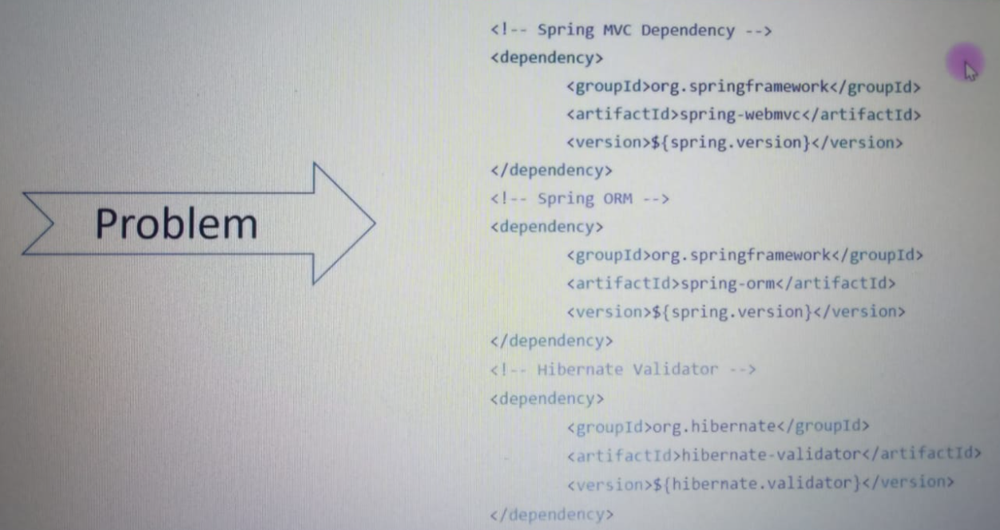 Problem
<!-- Spring MVC Dependency -->
<dependency>
<groupId>org.springframework</groupId>
<artifactId>spring-webmvc</artifactId>
<version>${spring.version}</version>
</dependency>
<!-- Spring ORM -->
<dependency>
<groupId>org.springframework</groupId>
<artifactId>spring-orm</artifactId>
<version>${spring.version}</version>
</dependency>
<!-- Hibernate Validator -->
<dependency>
<groupId>org.hibernate</groupId>
<artifactId>hibernate-validator</artifactId>
<version>${hibernate.validator}</version>
</dependency>